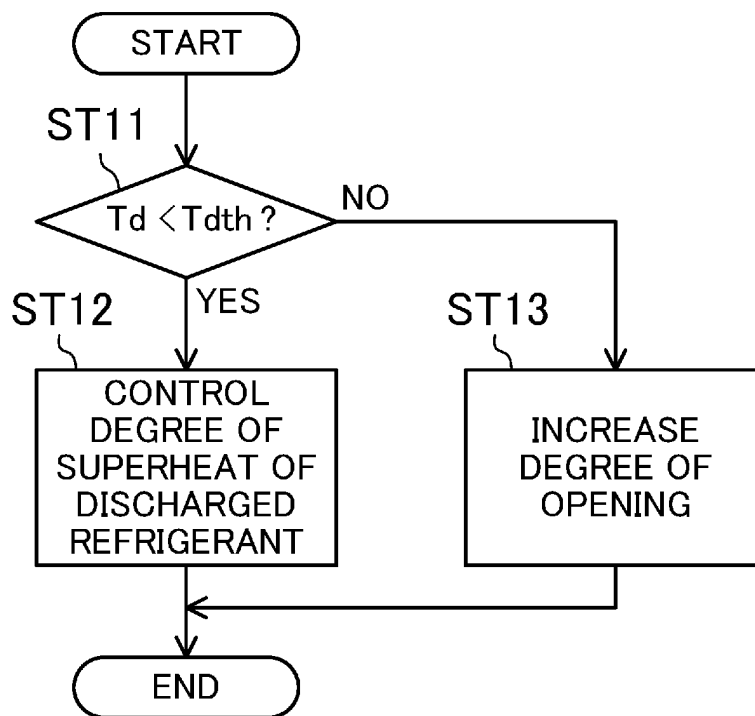 START
ST11
Td < Tdth ?
NO
YES
ST12
CONTROL
DEGREE OF
SUPERHEAT OF
DISCHARGED
REFRIGERANT
ST13
INCREASE
DEGREE OF
OPENING
END